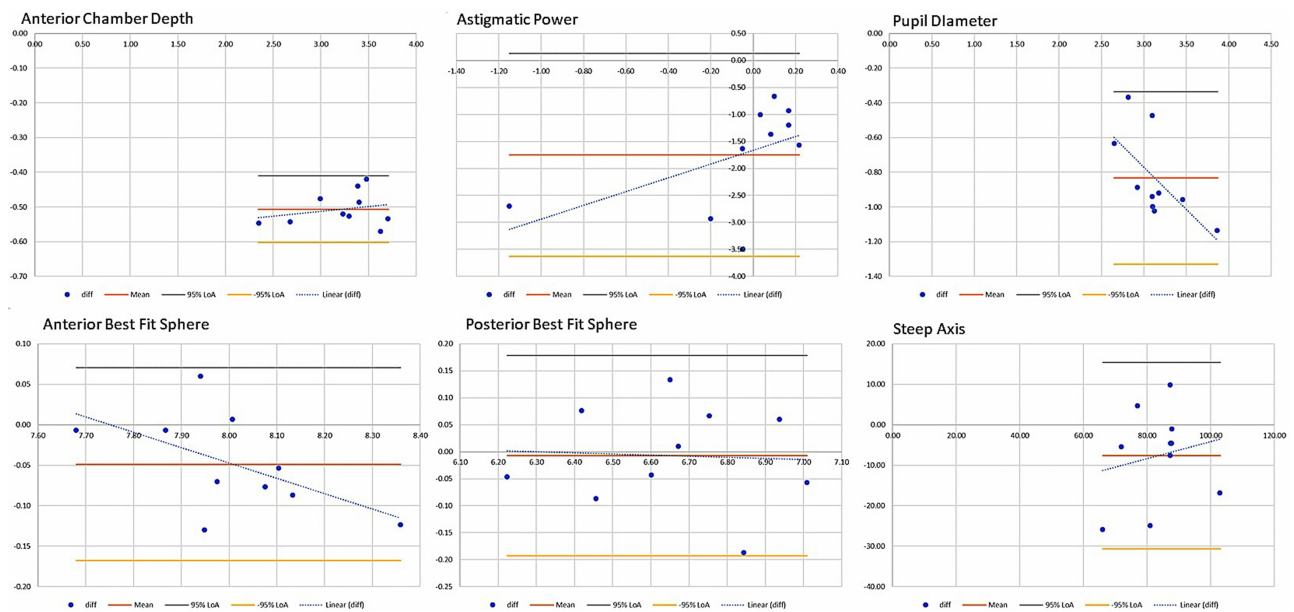 Anterior Chamber Depth
0.00
0.00 0.50 1.00 1.50 2.00 2.50 3.00 3.50 4.00
-0.10
-0.20
-0.30
-0.40
-0.50
-0.60
-0.70
diff Mean 95% LoA -95% LoA Linear (diff)
Astigmatic Power
0.50
0.00
-1.40 -1.20 -1.00 -0.80 -0.60 -0.40 -0.20 0.00 0.20 0.40
-0.50
-1.00
-1.50
-2.00
-2.50
-3.00
-3.50
-4.00
diff Mean 95% LoA -95% LoA Linear (diff)
Pupil Diameter
0.00
0.00 0.50 1.00 1.50 2.00 2.50 3.00 3.50 4.00 4.50
-0.20
-0.40
-0.60
-0.80
-1.00
-1.20
-1.40
diff Mean 95% LoA -95% LoA Linear (diff)
Anterior Best Fit Sphere
0.10
0.05
0.00
7.60 7.70 7.80 7.90 8.00 8.10 8.20 8.30 8.40
-0.05
-0.10
-0.15
-0.20
diff Mean 95% LoA -95% LoA Linear (diff)
Posterior Best Fit Sphere
0.20
0.15
0.10
0.05
0.00
6.10 6.20 6.30 6.40 6.50 6.60 6.70 6.80 6.90 7.00 7.10
-0.05
-0.10
-0.15
-0.20
-0.25
diff Mean 95% LoA -95% LoA Linear (diff)
Steep Axis
20.00
10.00
0.00
0.00 20.00 40.00 60.00 80.00 100.00 120.00
-10.00
-20.00
-30.00
-40.00
diff Mean 95% LoA -95% LoA Linear (diff)